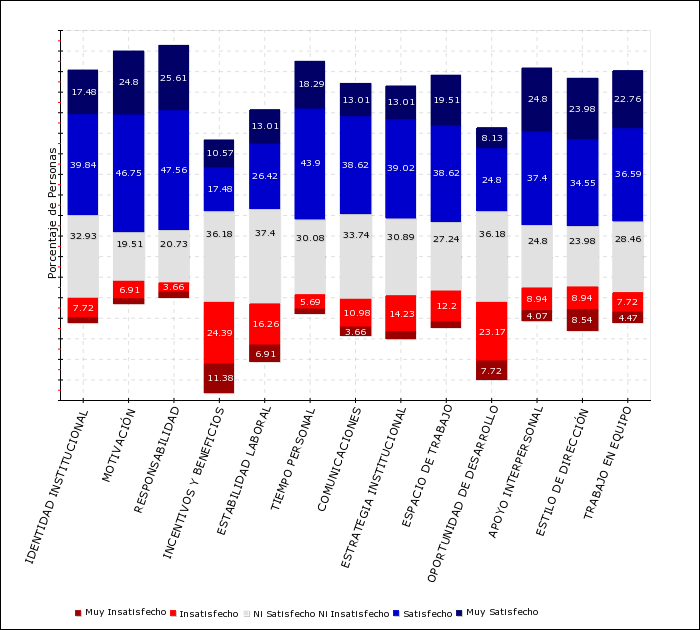 Porcentaje de Personas
17.48 24.8 25.61 10.57 13.01 18.29 13.01 13.01 19.51 8.13 24.8 23.98 22.76
39.84 46.75 47.56 17.48 26.42 43.9 38.62 39.02 38.62 24.8 37.4 34.55 36.59
32.93 19.51 20.73 36.18 37.4 30.08 33.74 30.89 27.24 36.18 24.8 23.98 28.46
7.72 6.91 3.66 24.39 16.26 5.69 10.98 14.23 12.2 23.17 8.94 8.94 7.72
11.38 6.91 3.66 7.72 4.07 8.54 4.47
IDENTIDAD INSTITUCIONAL
MOTIVACIÓN
RESPONSABILIDAD
INCENTIVOS Y BENEFICIOS
ESTABILIDAD LABORAL
TIEMPO PERSONAL
COMUNICACIONES
ESTRATEGIA INSTITUCIONAL
ESPACIO DE TRABAJO
OPORTUNIDAD DE DESARROLLO
APOYO INTERPERSONAL
ESTILO DE DIRECCIÓN
TRABAJO EN EQUIPO
Muy Insatisfecho Insatisfecho Ni Satisfecho Ni Insatisfecho Satisfecho Muy Satisfecho